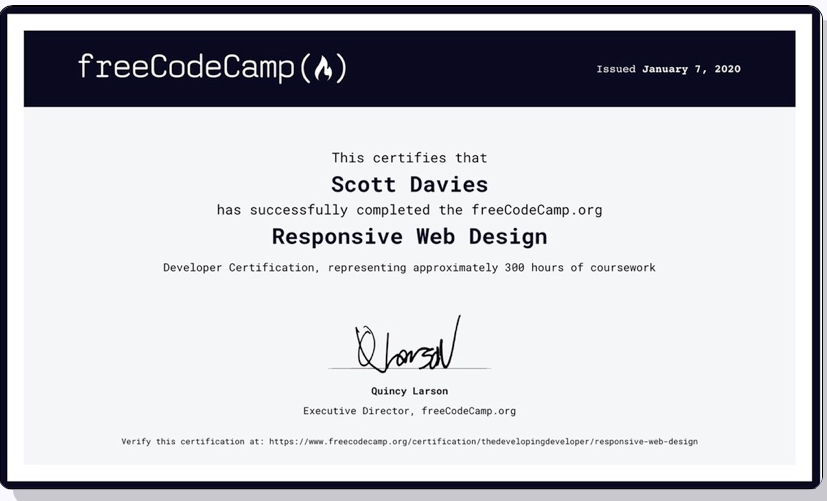 freeCodeCamp
Issued January 7, 2020
This certifies that
Scott Davies
has successfully completed the freeCodeCamp.org
Responsive Web Design
Developer Certification, representing approximately 300 hours of coursework
Quincy Larson
Executive Director, freeCodeCamp.org
Verify this certification at: https://www.freecodecamp.org/certification/thedevelopingdeveloper/responsive-web-design